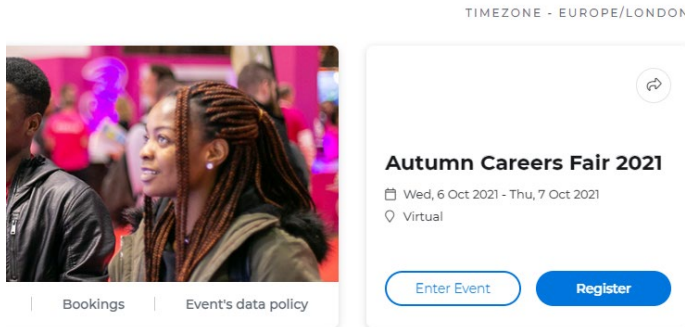 TIMEZONE - EUROPE/LONDON
Autumn Careers Fair 2021
Wed, 6 Oct 2021 - Thu, 7 Oct 2021
Virtual
Enter Event
Register
Bookings
Event's data policy